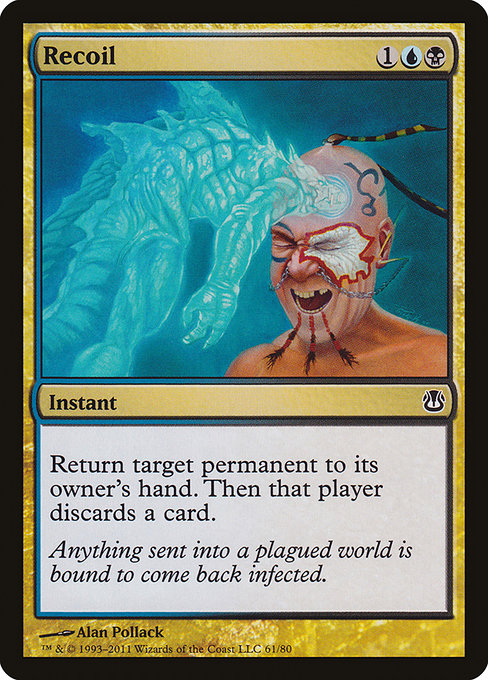 Recoil 1
Instant
Return target permanent to its
owner's hand. Then that player
discards a card.
Anything sent into a plagued world is
bound to come back infected.
Alan Pollack
™ & © 1993–2011 Wizards of the Coast LLC 61/80